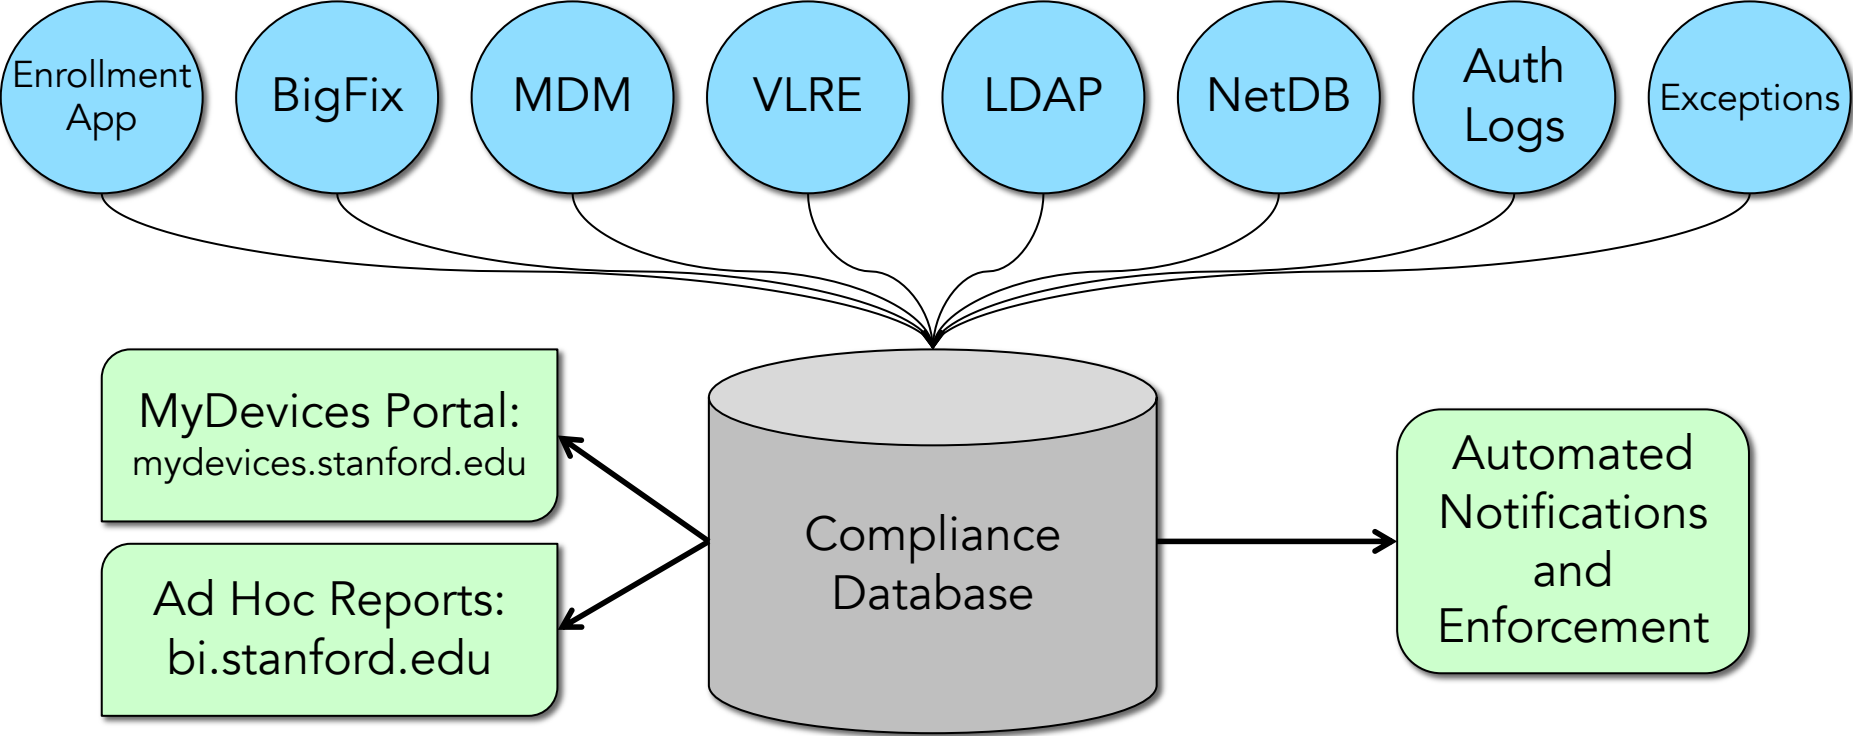 Enrollment
App
BigFix
MDM
VLRE
LDAP
NetDB
Auth
Logs
Exceptions
MyDevices Portal:
mydevices.stanford.edu
Ad Hoc Reports:
bi.stanford.edu
Compliance
Database
Automated
Notifications
and
Enforcement